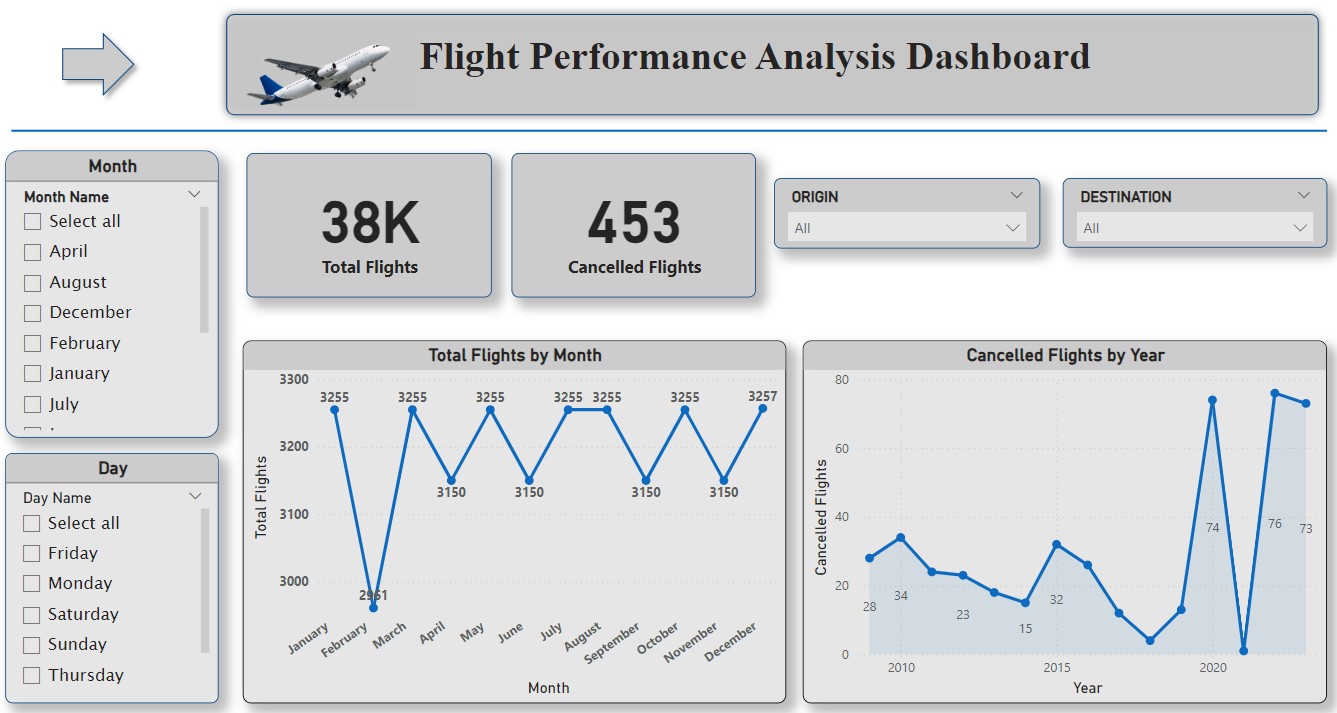 Flight Performance Analysis Dashboard
Month
Month Name
Select all
April
August
December
February
January
July
Day
Day Name
Select all
Friday
Monday
Saturday
Sunday
Thursday
38K
Total Flights
453
Cancelled Flights
ORIGIN
All
DESTINATION
All
Total Flights by Month
Total Flights
3300
3200
3100
3000
3255
2961
3255
3150
3255
3150
3255
3255
3150
3255
3150
3257
January
February
March
April
May
June
July
August
September
October
November
December
Month
Cancelled Flights by Year
Cancelled Flights
80
60
40
20
0
28
34
23
15
32
74
76
73
2010
2015
2020
Year